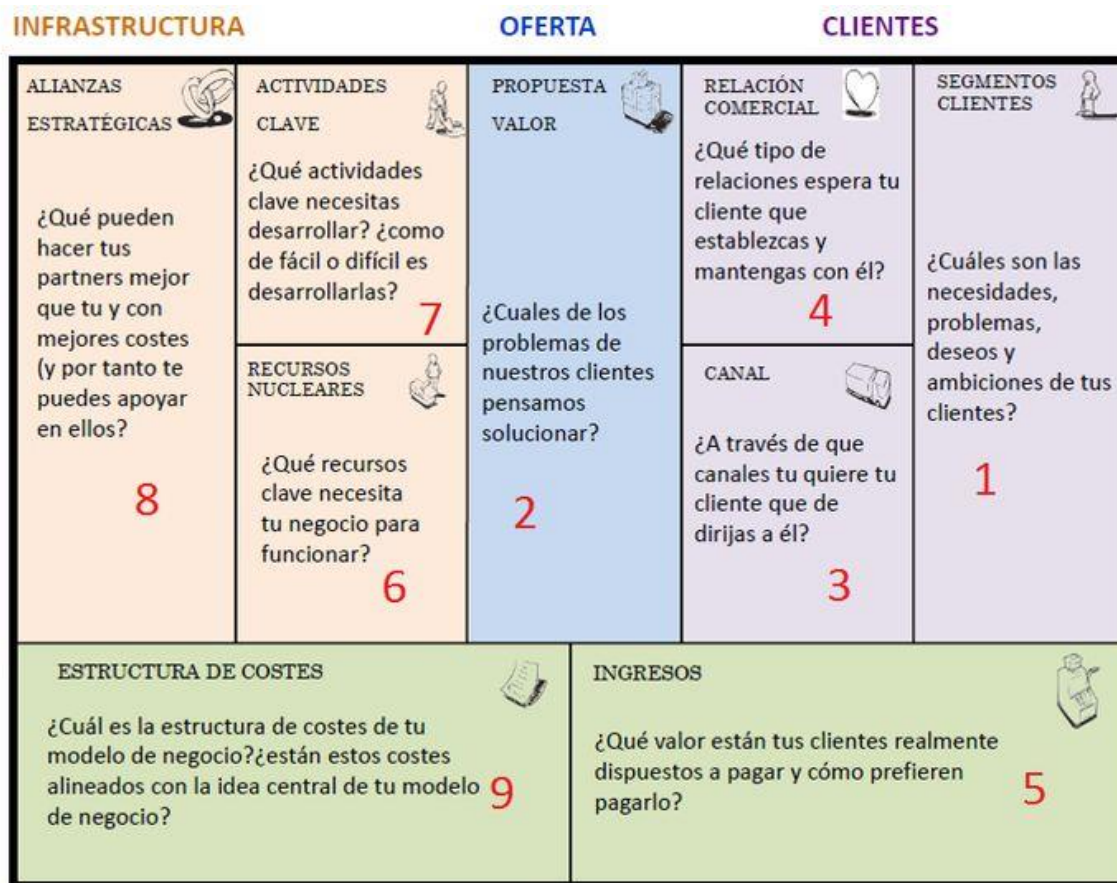 INFRASTRUCTURA
OFERTA
CLIENTES
ALIANZAS
ESTRATÉGICAS
¿Qué pueden
hacer tus
partners mejor
que tu y con
mejores costes
(y por tanto te
puedes apoyar
en ellos?
8
ACTIVIDADES
CLAVE
¿Qué actividades
clave necesitas
desarrollar? ¿como
de fácil o difícil es
desarrollarlas?
7
RECURSOS
NUCLEARES
¿Qué recursos
clave necesita
tu negocio para
funcionar?
6
PROPUESTA
VALOR
¿Cuales de los
problemas de
nuestros clientes
pensamos
solucionar?
2
RELACIÓN
COMERCIAL
¿Qué tipo de
relaciones espera tu
cliente que
establezcas y
mantengas con él?
4
CANAL
¿A través de que
canales tu quiere tu
cliente que de
dirijas a él?
3
SEGMENTOS
CLIENTES
¿Cuáles son las
necesidades,
problemas,
deseos y
ambiciones de tus
clientes?
1
ESTRUCTURA DE COSTES
¿Cuál es la estructura de costes de tu
modelo de negocio?¿están estos costes
alineados con la idea central de tu modelo
de negocio?
9
INGRESOS
¿Qué valor están tus clientes realmente
dispuestos a pagar y cómo prefieren
pagarlo?
5